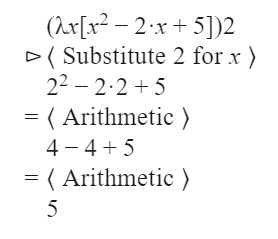 (λx[x² − 2·x + 5])2
⊳ ⟨ Substitute 2 for x ⟩
2² − 2·2 + 5
= ⟨ Arithmetic ⟩
4 − 4 + 5
= ⟨ Arithmetic ⟩
5